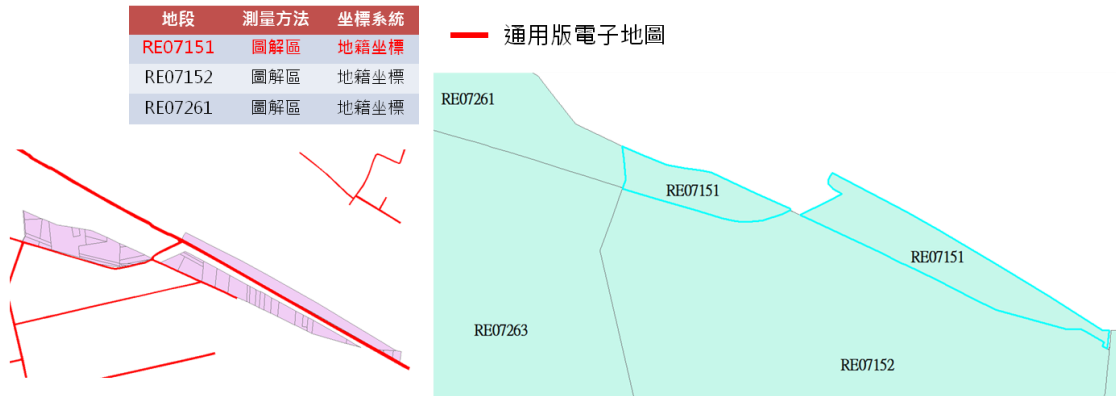 地段 測量方法 坐標系統
RE07151 圖解區 地籍坐標
RE07152 圖解區 地籍坐標
RE07261 圖解區 地籍坐標
通用版電子地圖
RE07261
RE07151
RE07151
RE07263
RE07152